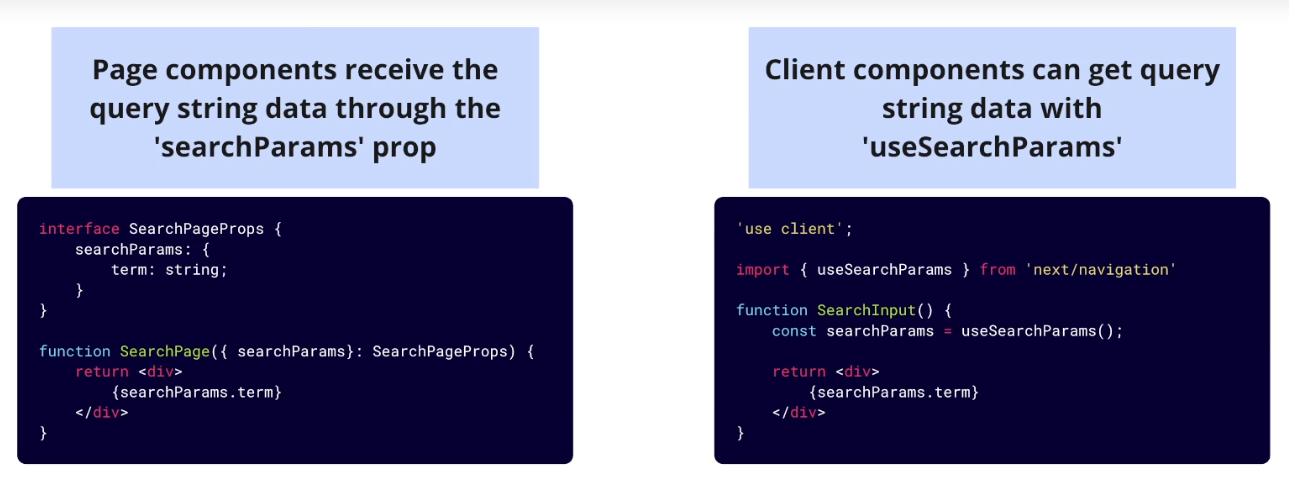 Page components receive the
query string data through the
'searchParams' prop
interface SearchPageProps {
    searchParams: {
        term: string;
    }
}
function SearchPage({ searchParams}: SearchPageProps) {
    return <div>
        {searchParams.term}
    </div>
}
Client components can get query
string data with
'useSearchParams'
'use client';
import { useSearchParams } from 'next/navigation'
function SearchInput() {
    const searchParams = useSearchParams();
    return <div>
        {searchParams.term}
    </div>
}